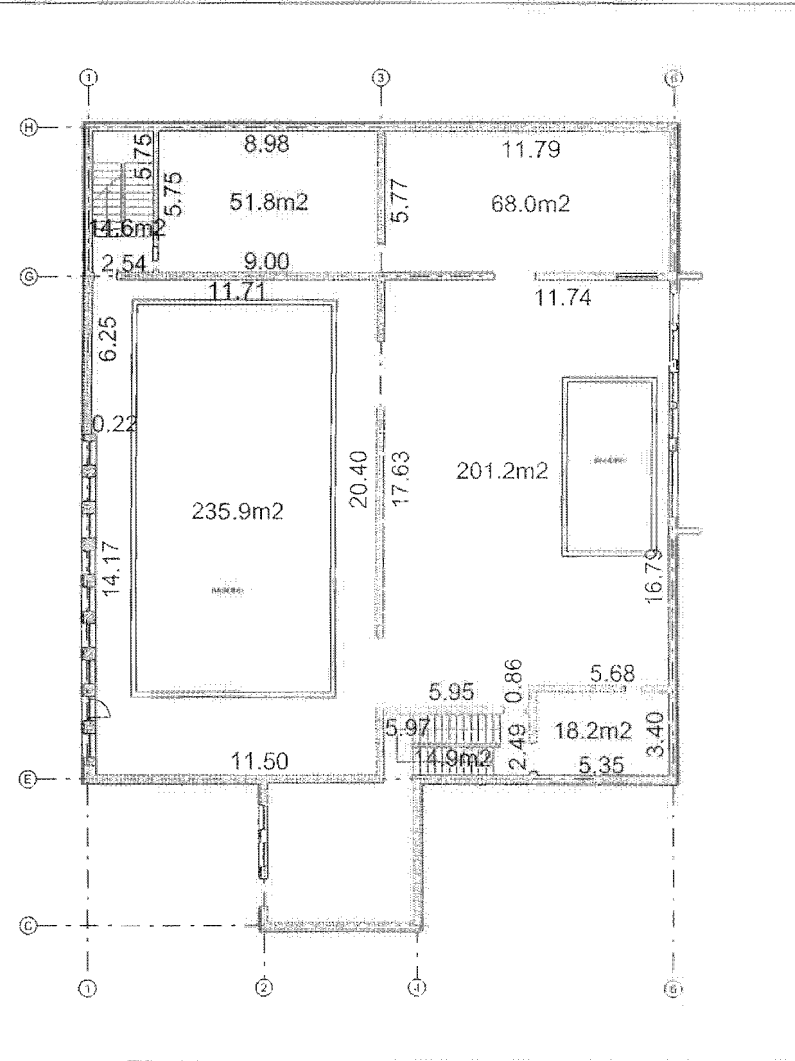 1 3 6
H
5.75 8.98 11.79
5.75 51.8m2 5.77 68.0m2
14.6m2
2.54 9.00
G
11.71 11.74
6.25
0.22
20.40 17.63 201.2m2
235.9m2
14.17 16.79
0.86 5.68
5.95
5.97 18.2m2 3.40
14.9m2 2.49
11.50 5.35
E
C
1 2 4 6